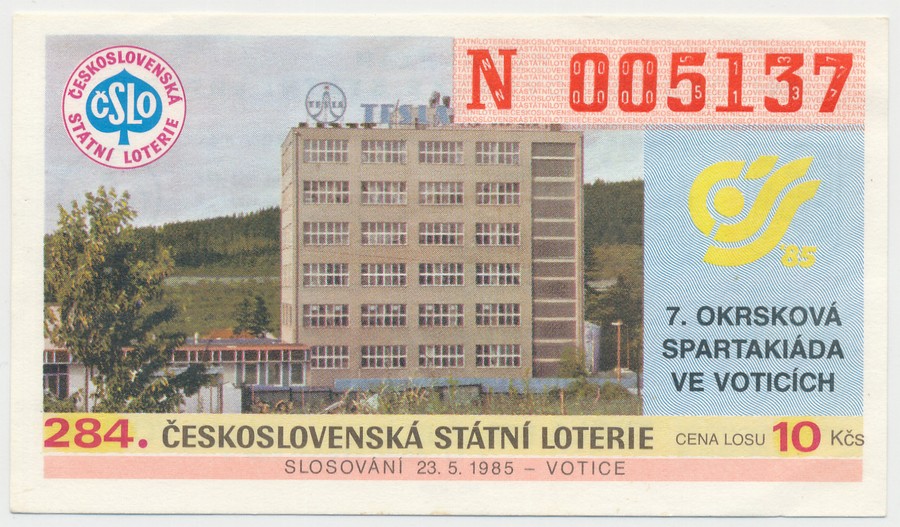 ČESKOSLOVENSKÁ
ČSLO
STÁTNÍ LOTERIE
N 005137
TESLA
TESLA
85
7. OKRSKOVÁ
SPARTAKIÁDA
VE VOTICÍCH
284. ČESKOSLOVENSKÁ STÁTNÍ LOTERIE CENA LOSU 10 Kčs
SLOSOVÁNÍ 23. 5. 1985 – VOTICE